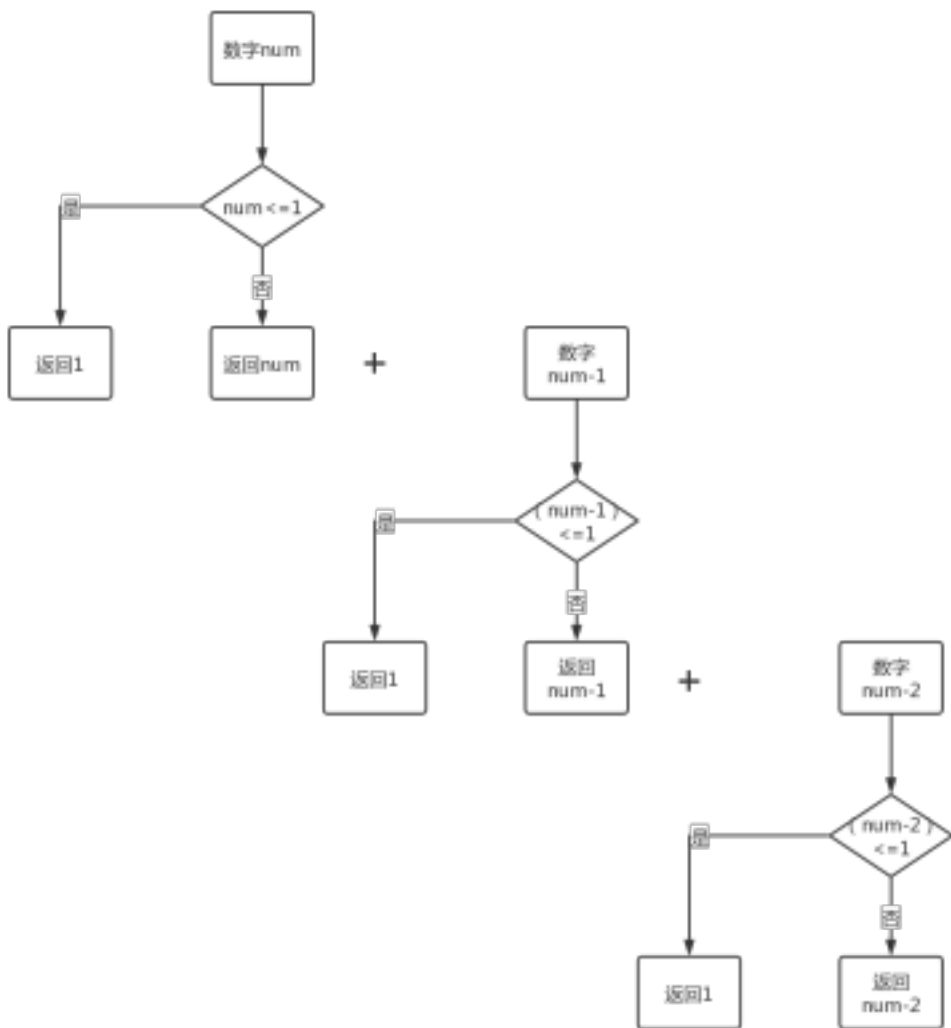 数字num
num<=1
是
否
返回1
返回num
+
数字
num-1
( num-1 )
<=1
是
否
返回1
返回
num-1
+
数字
num-2
( num-2 )
<=1
是
否
返回1
返回
num-2